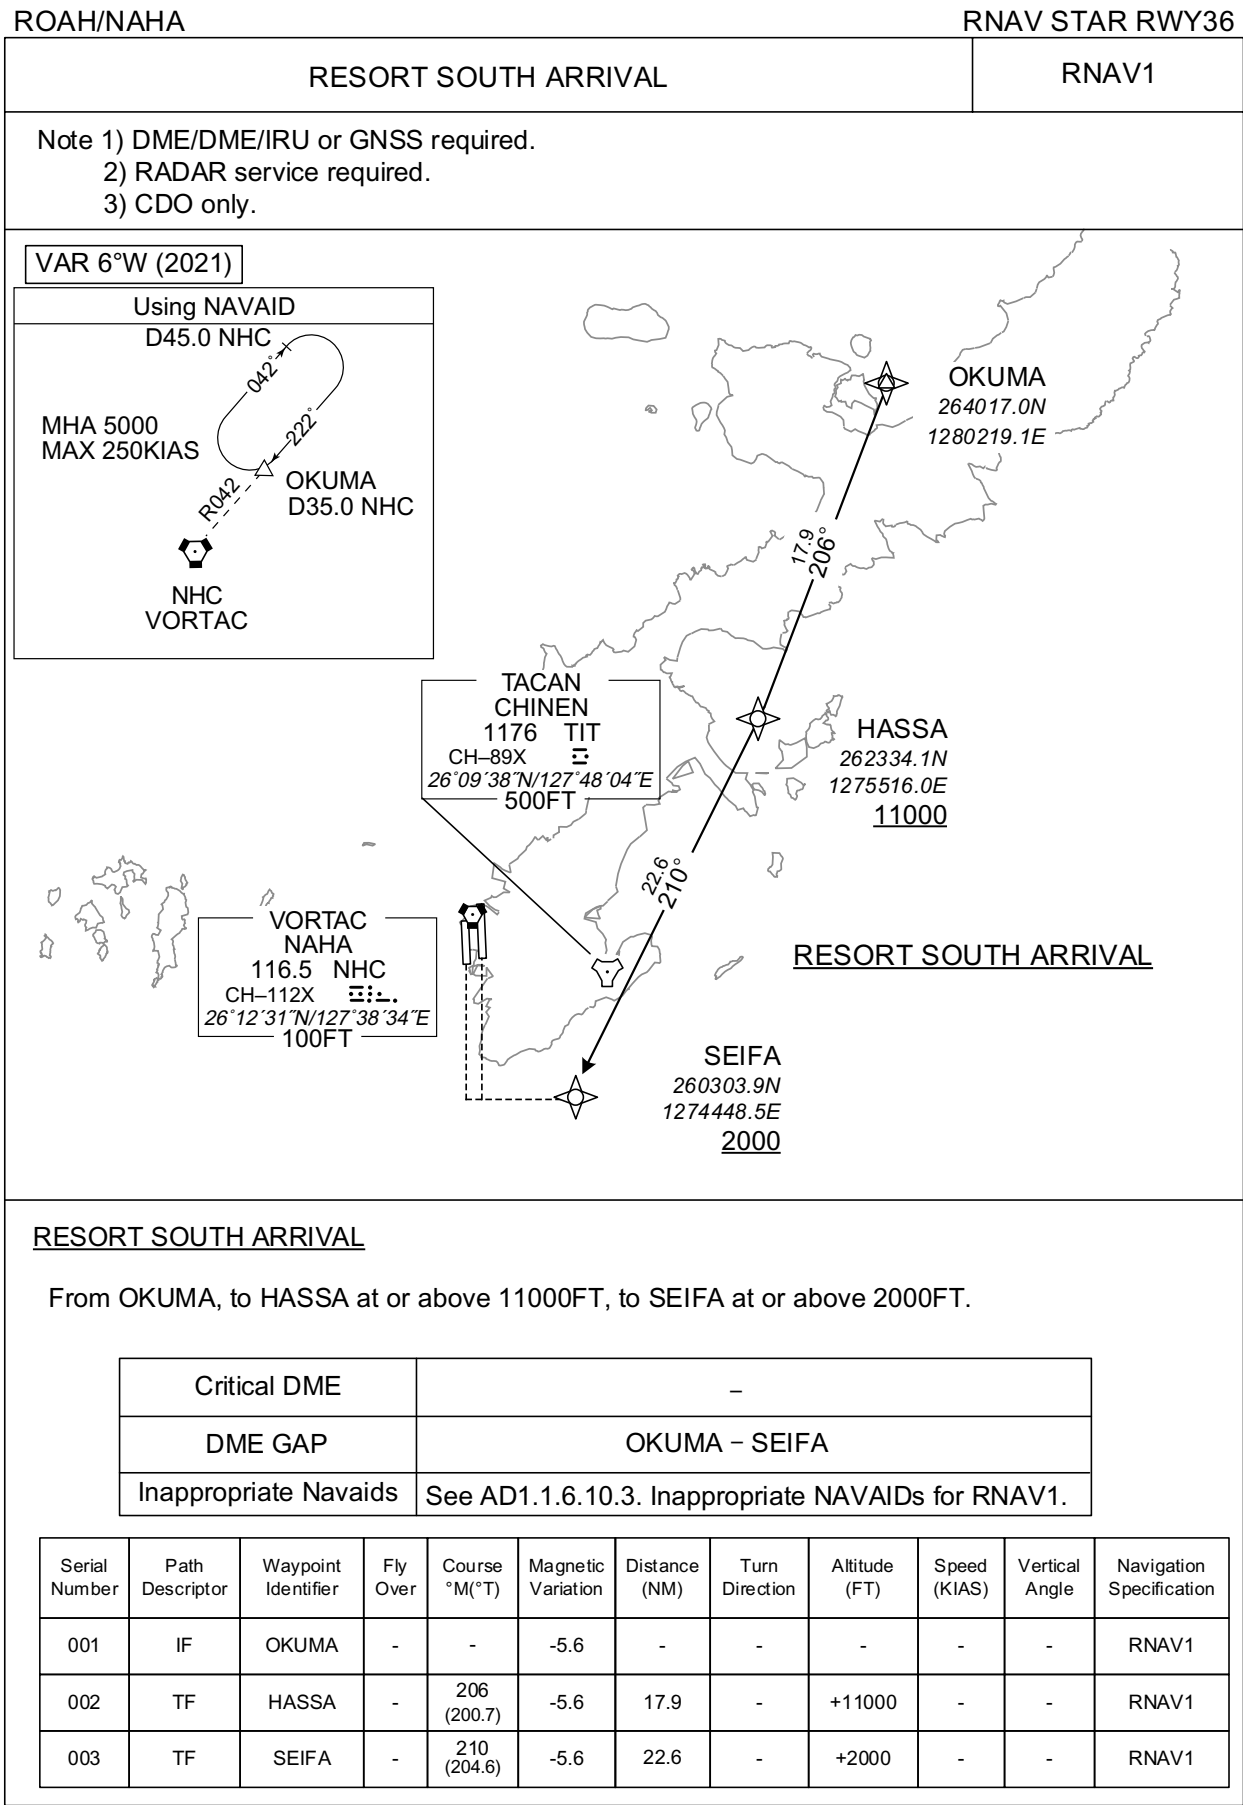 ROAH/NAHA
RNAV STAR RWY36
RESORT SOUTH ARRIVAL
RNAV1
Note 1) DME/DME/IRU or GNSS required.
2) RADAR service required.
3) CDO only.
VAR 6°W (2021)
Using NAVAID
D45.0 NHC
042°
222°
MHA 5000
MAX 250KIAS
OKUMA
D35.0 NHC
R042
NHC
VORTAC
OKUMA
264017.0N
1280219.1E
17.9
206°
TACAN
CHINEN
1176 TIT
CH–89X
26°09´38˝N/127°48´04˝E
500FT
HASSA
262334.1N
1275516.0E
11000
22.6
210°
VORTAC
NAHA
116.5 NHC
CH–112X
26°12´31˝N/127°38´34˝E
100FT
RESORT SOUTH ARRIVAL
SEIFA
260303.9N
1274448.5E
2000
RESORT SOUTH ARRIVAL
From OKUMA, to HASSA at or above 11000FT, to SEIFA at or above 2000FT.
Critical DME –
DME GAP OKUMA – SEIFA
Inappropriate Navaids See AD1.1.6.10.3. Inappropriate NAVAIDs for RNAV1.
Serial Path Waypoint Fly Course Magnetic Distance Turn Altitude Speed Vertical Navigation
Number Descriptor Identifier Over °M(°T) Variation (NM) Direction (FT) (KIAS) Angle Specification
001 IF OKUMA - - -5.6 - - - - - RNAV1
002 TF HASSA - 206 (200.7) -5.6 17.9 - +11000 - - RNAV1
003 TF SEIFA - 210 (204.6) -5.6 22.6 - +2000 - - RNAV1